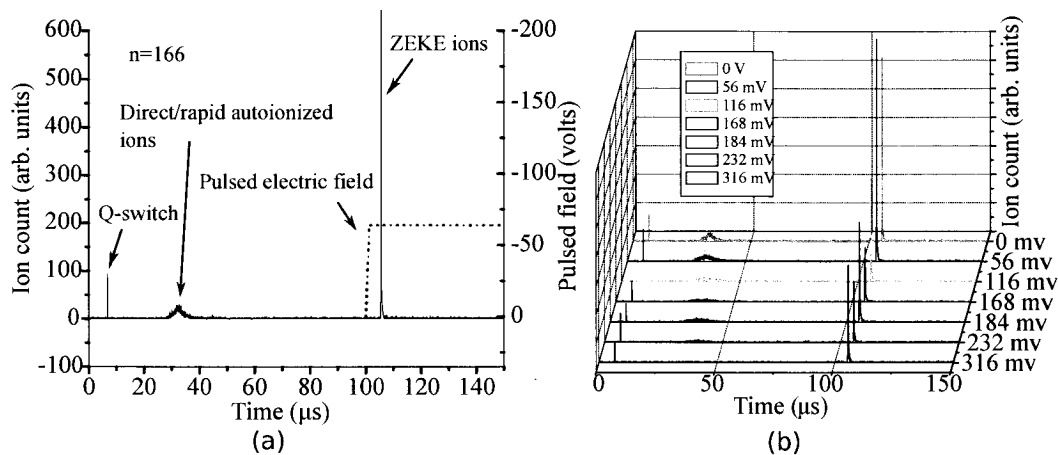 600
500
400
300
200
100
0
-100
Ion count (arb. units)
n=166
Direct/rapid autoionized
ions
Q-switch
Pulsed electric field
ZEKE ions
-200
-150
-100
-50
0
Pulsed field (volts)
0 20 40 60 80 100 120 140
Time (μs)
(a)
0 V
56 mV
116 mV
168 mV
184 mV
232 mV
316 mV
Ion count (arb. units)
0 mv
56 mv
116 mV
168 mV
184 mV
232 mV
316 mV
0 50 100 150
Time (μs)
(b)